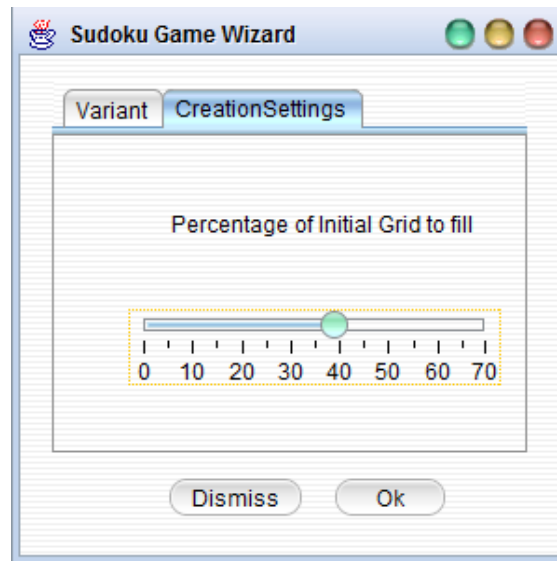 Sudoku Game Wizard
Variant CreationSettings
Percentage of Initial Grid to fill
0 10 20 30 40 50 60 70
Dismiss Ok